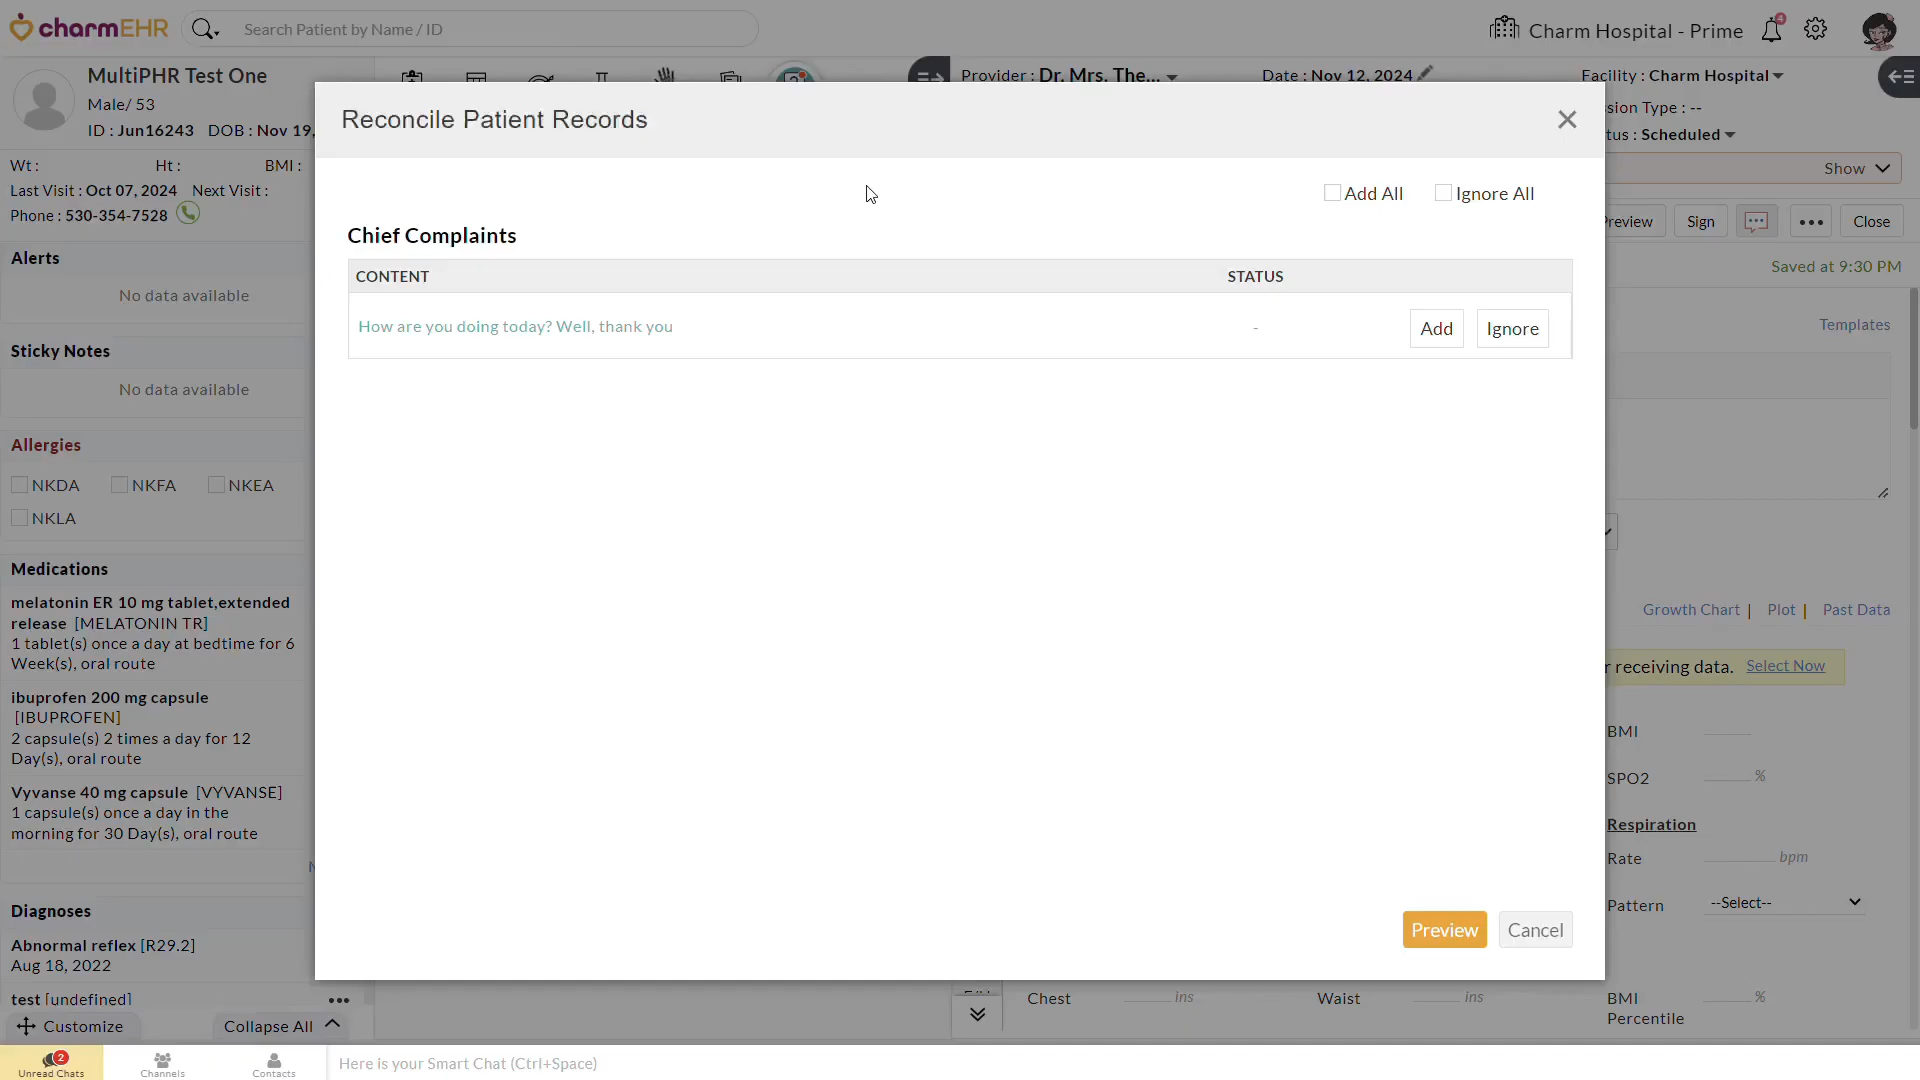 charmEHR
Search Patient by Name / ID
Charm Hospital - Prime
4
MultiPHR Test One
Male/ 53
ID : Jun16243 DOB : Nov 19,
Wt : Ht : BMI :
Last Visit : Oct 07, 2024 Next Visit :
Phone : 530-354-7528
Alerts
No data available
Sticky Notes
No data available
Allergies
NKDA NKFA NKEA
NKLA
Medications
melatonin ER 10 mg tablet,extended
release [MELATONIN TR]
1 tablet(s) once a day at bedtime for 6
Week(s), oral route
ibuprofen 200 mg capsule
[IBUPROFEN]
2 capsule(s) 2 times a day for 12
Day(s), oral route
Vyvanse 40 mg capsule [VYVANSE]
1 capsule(s) once a day in the
morning for 30 Day(s), oral route
Diagnoses
Abnormal reflex [R29.2]
Aug 18, 2022
test [undefined]
Customize Collapse All
Provider : Dr. Mrs. The... Date : Nov 12, 2024 Facility : Charm Hospital
ssion Type : --
tus : Scheduled
Show
Preview Sign ... Close
Saved at 9:30 PM
Templates
Reconcile Patient Records
Add All Ignore All
Chief Complaints
CONTENT STATUS
How are you doing today? Well, thank you - Add Ignore
Preview Cancel
Growth Chart | Plot | Past Data
r receiving data. Select Now
BMI
SPO2 %
Respiration
Rate bpm
Pattern --Select--
Chest ins Waist ins BMI %
Percentile
2
Unread Chats Channels Contacts Here is your Smart Chat (Ctrl+Space)